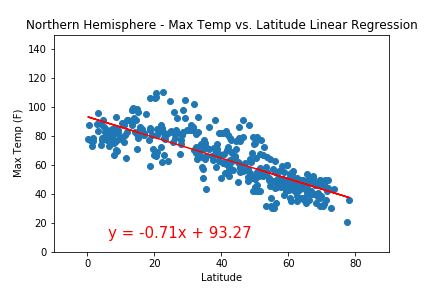 Northern Hemisphere - Max Temp vs. Latitude Linear Regression
140
120
100
80
60
40
20
0
Max Temp (F)
y = -0.71x + 93.27
0 20 40 60 80
Latitude